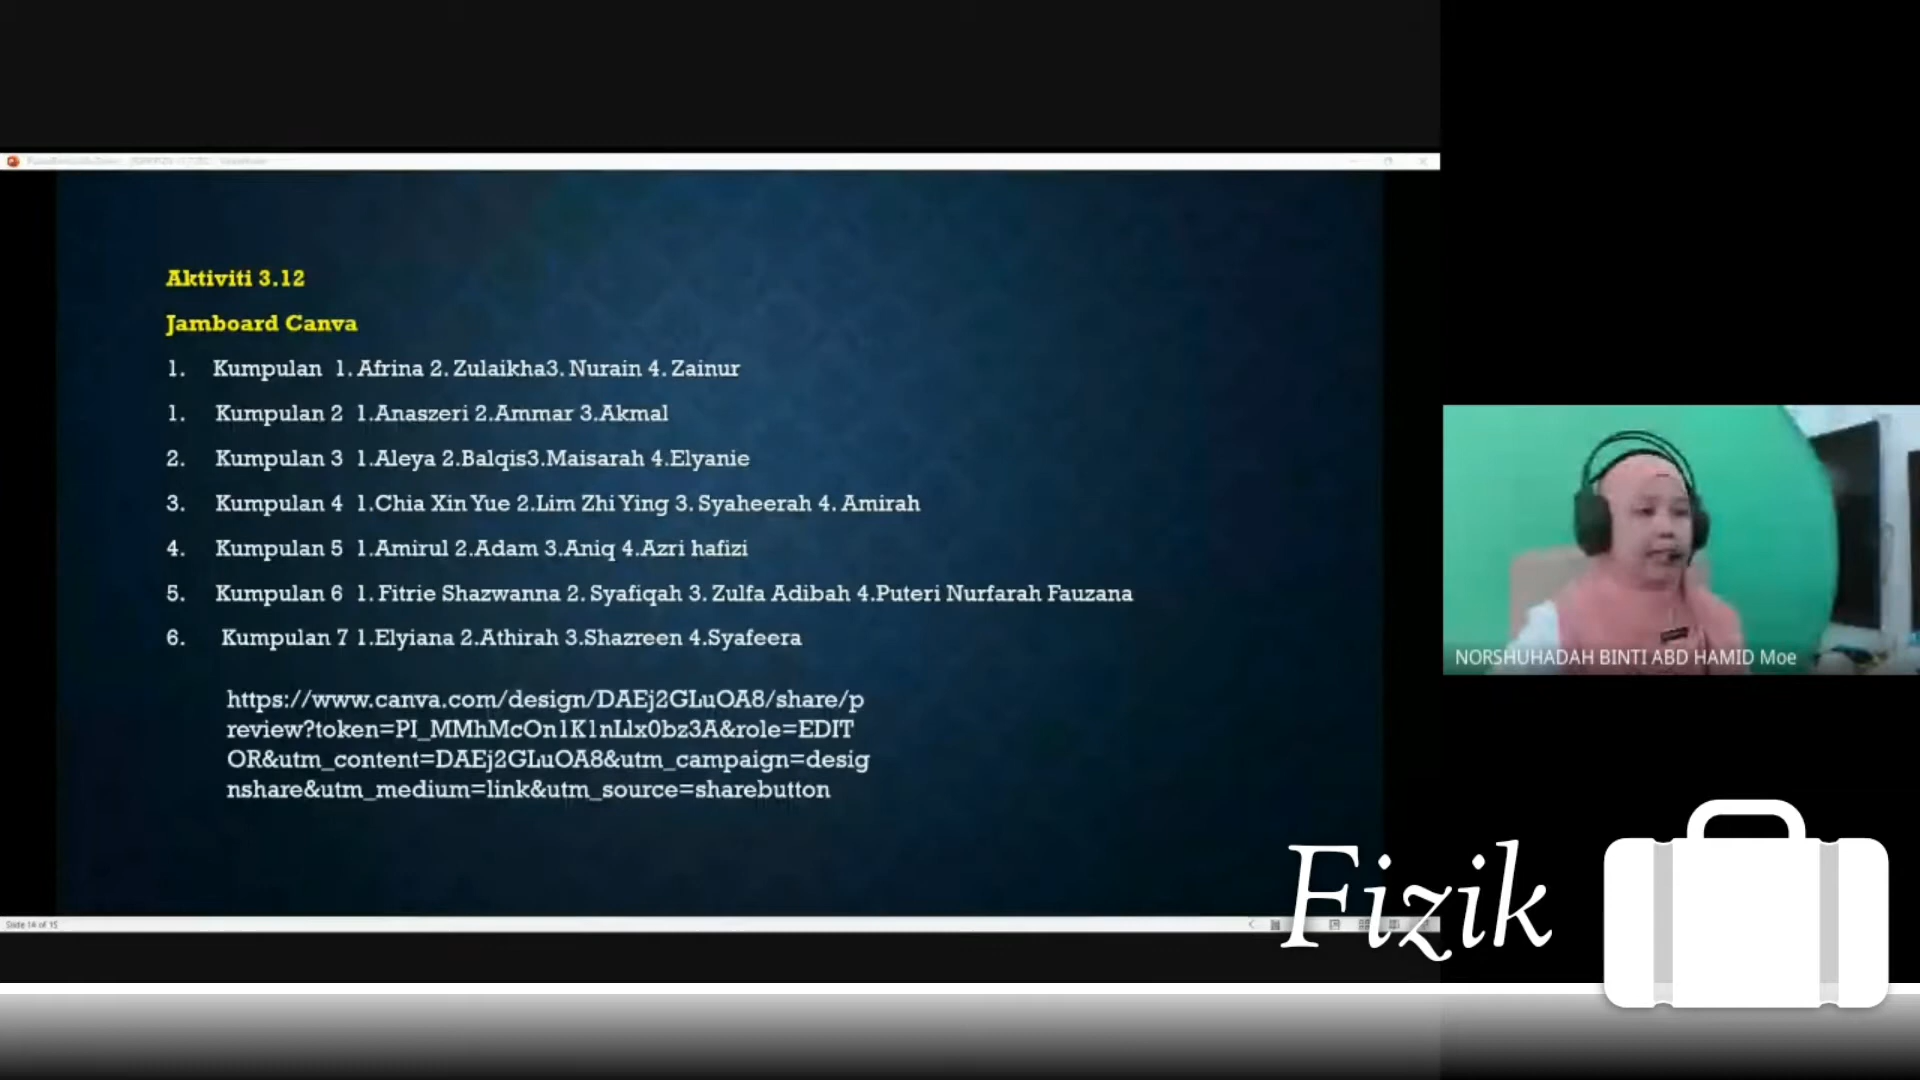 Aktiviti 3.12
Jamboard Canva
1. Kumpulan 1. Afrina 2. Zulaikha3. Nurain 4. Zainur
1. Kumpulan 2 1.Anaszeri 2.Ammar 3.Akmal
2. Kumpulan 3 1.Aleya 2.Balqis3.Maisarah 4.Elyanie
3. Kumpulan 4 1.Chia Xin Yue 2.Lim Zhi Ying 3. Syaheerah 4. Amirah
4. Kumpulan 5 1.Amirul 2.Adam 3.Aniq 4.Azri hafizi
5. Kumpulan 6 1. Fitrie Shazwanna 2. Syafiqah 3. Zulfa Adibah 4.Puteri Nurfarah Fauzana
6. Kumpulan 7 1.Elyiana 2.Athirah 3.Shazreen 4.Syafeera
https://www.canva.com/design/DAEj2GLuOA8/share/p
review?token=PI_MMhMcOn1K1nLlx0bz3A&role=EDIT
OR&utm_content=DAEj2GLuOA8&utm_campaign=desig
nshare&utm_medium=link&utm_source=sharebutton
NORSHUHADAH BINTI ABD HAMID Moe
Fizik
Slide 14 of 15